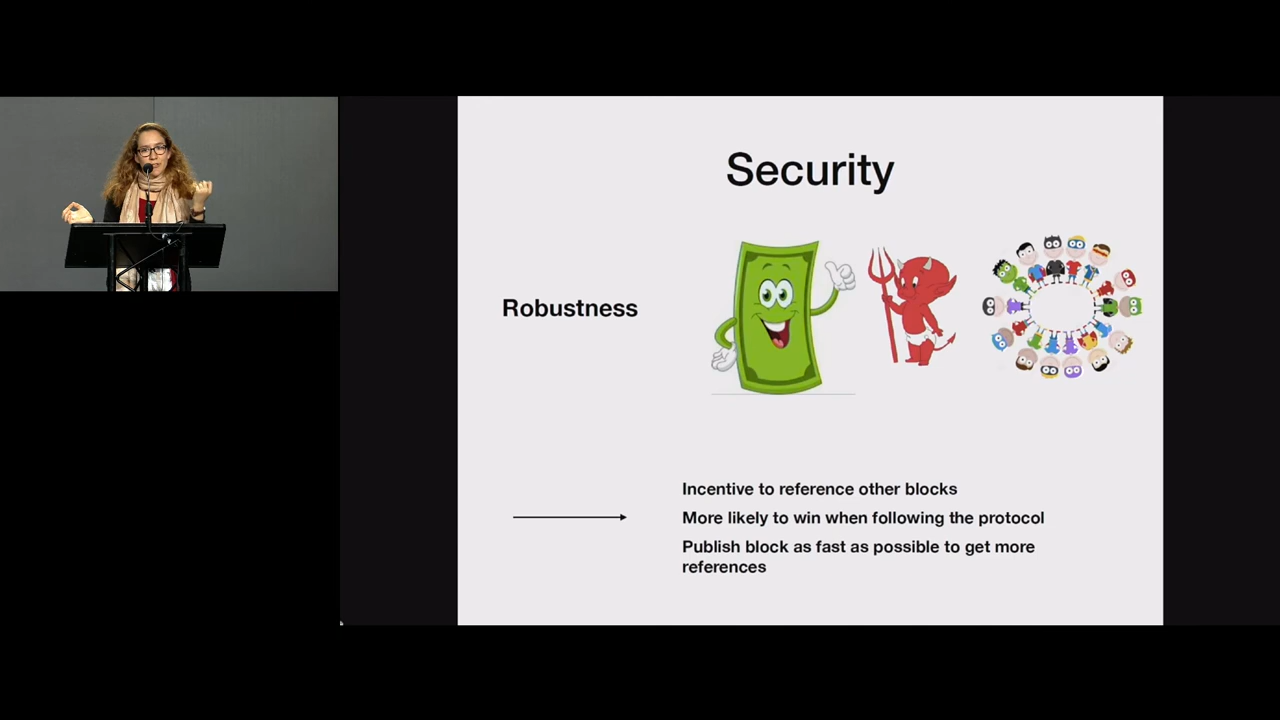 Security
Robustness
Incentive to reference other blocks
More likely to win when following the protocol
Publish block as fast as possible to get more
references